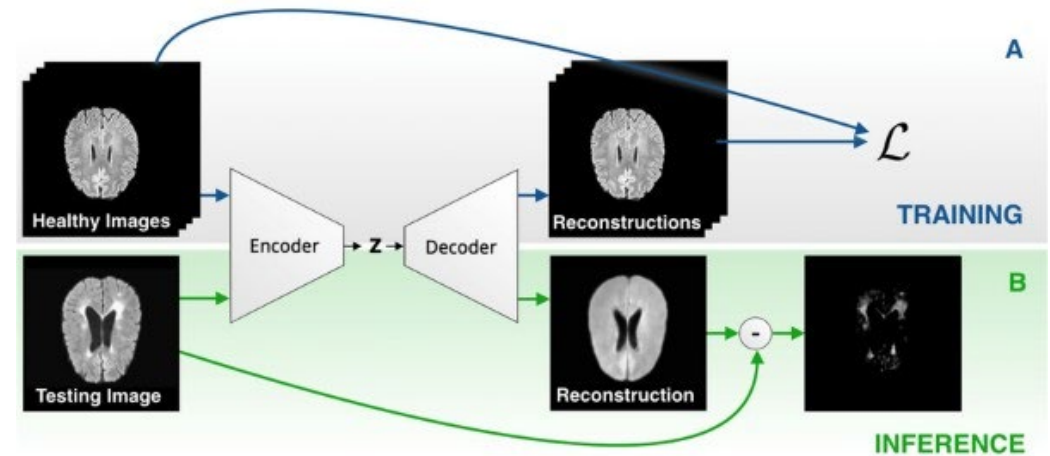 A
ℒ
Healthy Images
Reconstructions
TRAINING
Encoder
z
Decoder
B
-
Testing Image
Reconstruction
INFERENCE